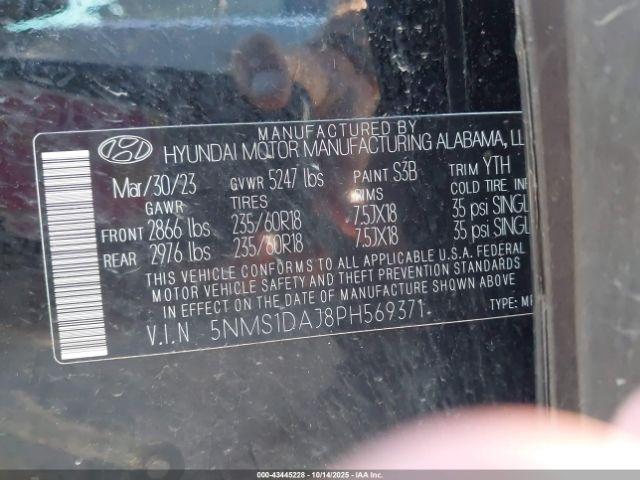 MANUFACTURED BY
HYUNDAI MOTOR MANUFACTURING ALABAMA, LL
Mar/30/23 GVWR 5247 lbs PAINT S3B TRIM YTH
GAWR TIRES RIMS COLD TIRE INF
FRONT 2866 lbs 235/60R18 7.5JX18 35 psi SINGL
REAR 2976 lbs 235/60R18 7.5JX18 35 psi SINGL
THIS VEHICLE CONFORMS TO ALL APPLICABLE U.S.A. FEDERAL
MOTOR VEHICLE SAFETY AND THEFT PREVENTION STANDARDS
IN EFFECT ON THE DATE OF MANUFACTURE SHOWN ABOVE
V.I.N. 5NMS1DAJ8PH569371 TYPE: MP
000-43445228 - 10/14/2025 - IAA Inc.